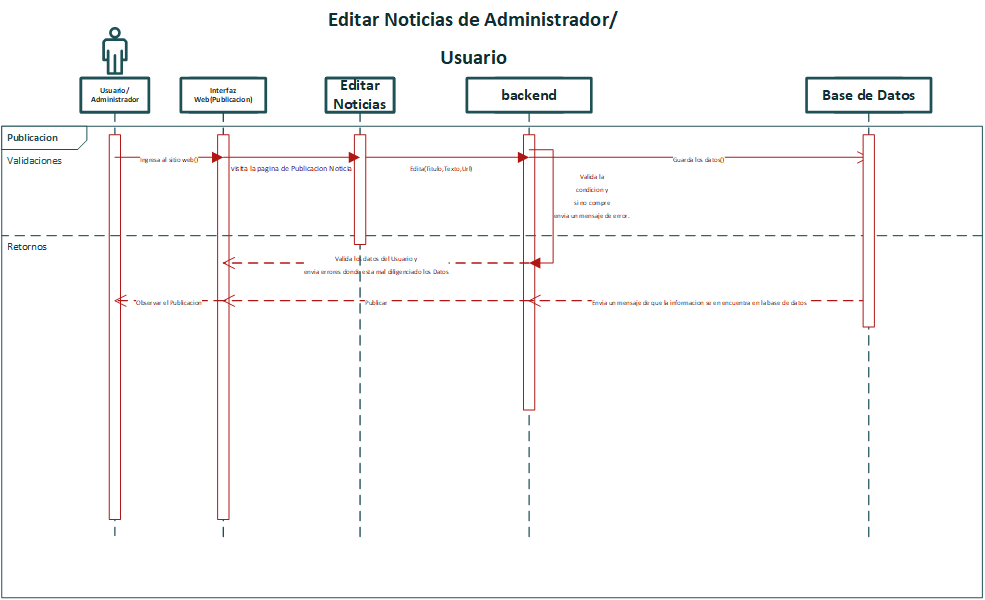 Editar Noticias de Administrador/
Usuario
Usuario/
Administrador
Interfaz
Web(Publicacion)
Editar
Noticias
backend
Base de Datos
Publicacion
Validaciones
Ingresa al sitio web()
visita la pagina de Publicacion Noticia
Edita(Titulo,Texto,Url)
Guarda los datos()
Valida la
condicion y
si no compre
envia un mensaje de error.
Retornos
Valida los datos del Usuario y
envia errores donde esta mal diligenciado los Datos
Observar el Publicacion
Publicar
Envia un mensaje de que la informacion se en encuentra en la base de datos